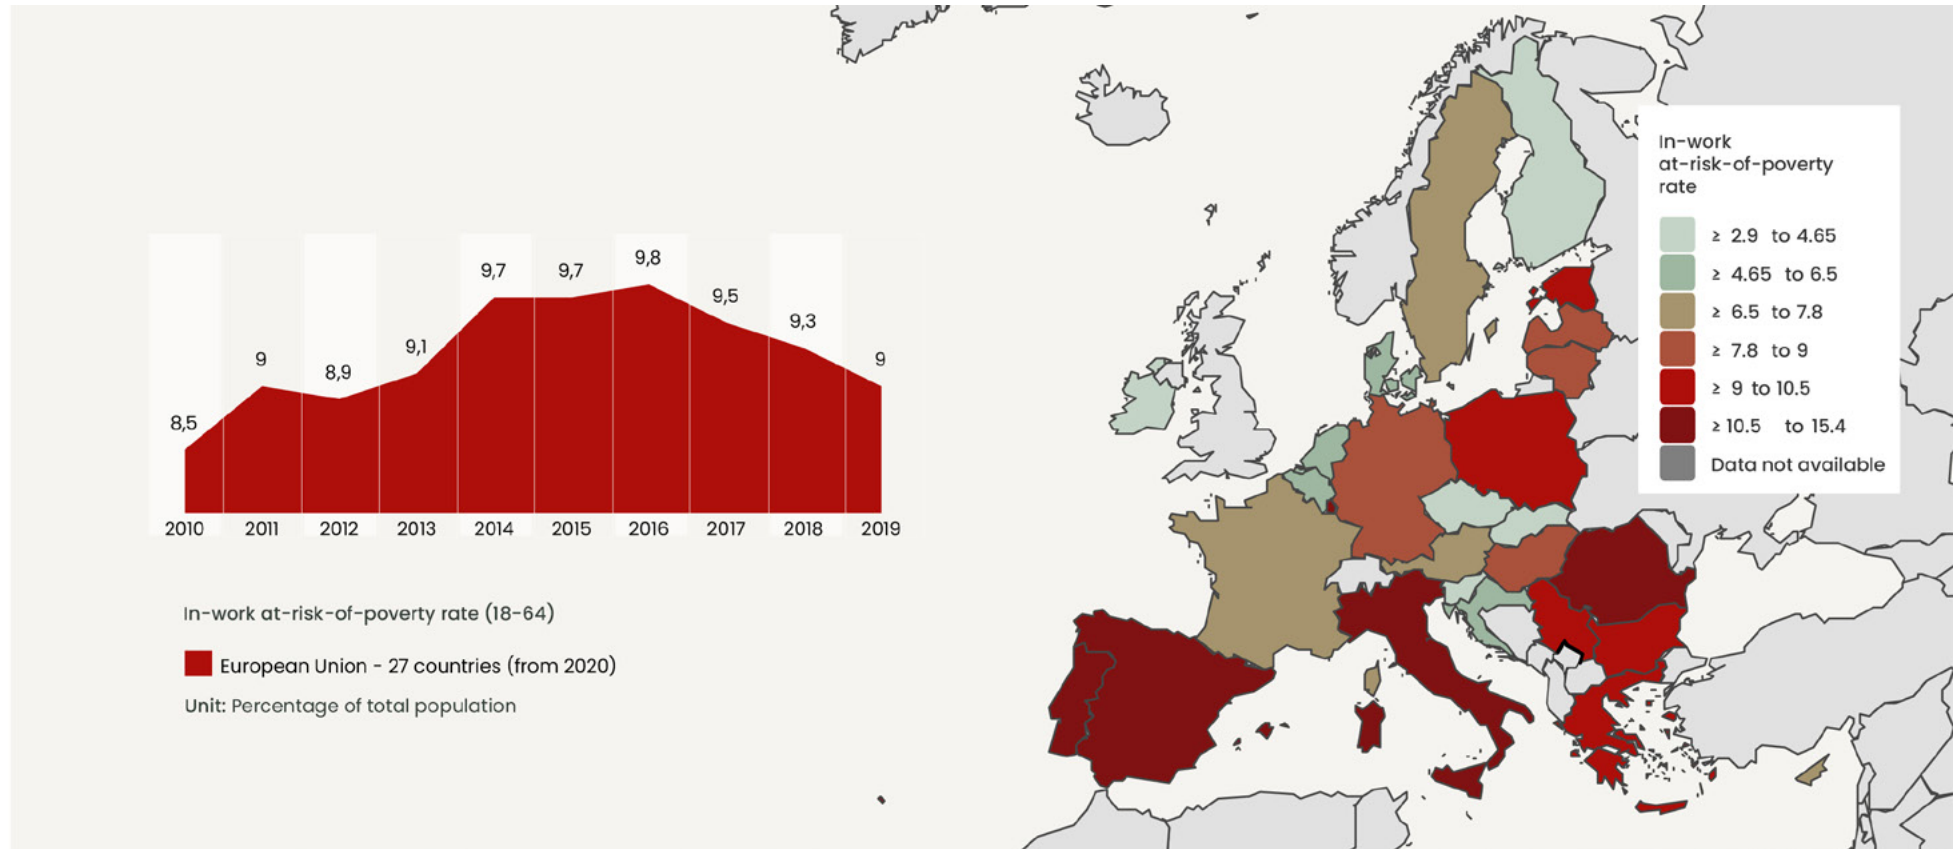 8,5
9
8,9
9,1
9,7
9,7
9,8
9,5
9,3
9
2010
2011
2012
2013
2014
2015
2016
2017
2018
2019
In-work at-risk-of-poverty rate (18-64)
European Union - 27 countries (from 2020)
Unit: Percentage of total population
In-work
at-risk-of-poverty
rate
≥ 2.9 to 4.65
≥ 4.65 to 6.5
≥ 6.5 to 7.8
≥ 7.8 to 9
≥ 9 to 10.5
≥ 10.5 to 15.4
Data not available